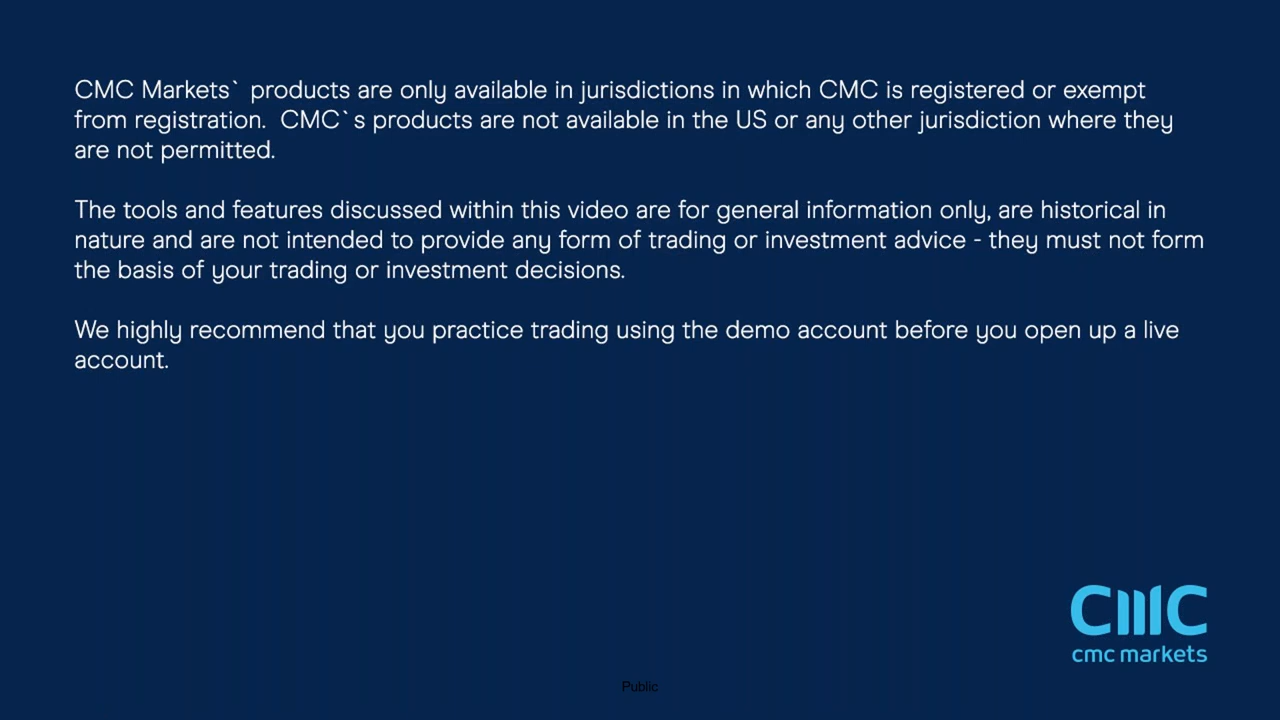 CMC Markets` products are only available in jurisdictions in which CMC is registered or exempt
from registration.  CMC`s products are not available in the US or any other jurisdiction where they
are not permitted.
The tools and features discussed within this video are for general information only, are historical in
nature and are not intended to provide any form of trading or investment advice - they must not form
the basis of your trading or investment decisions.
We highly recommend that you practice trading using the demo account before you open up a live
account.
CMC
cmc markets
Public